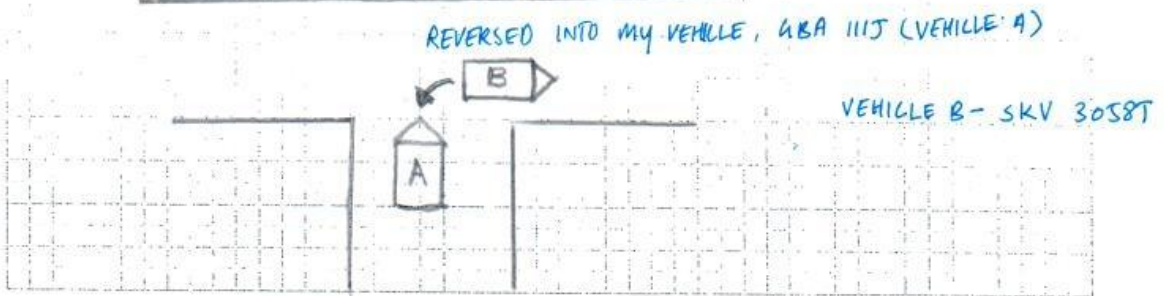 REVERSED INTO MY VEHICLE, GBA 111J (VEHICLE A)
B
VEHICLE B - SKV 3058T
A